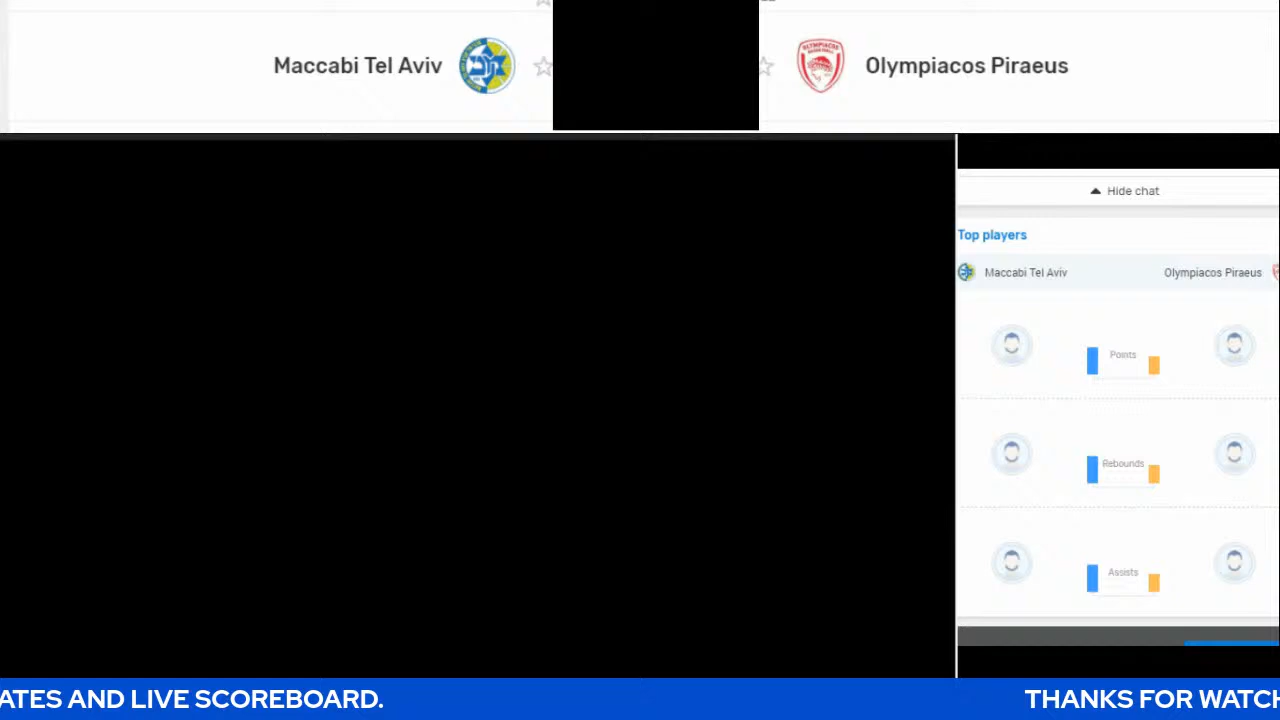 Maccabi Tel Aviv
Olympiacos Piraeus
Hide chat
Top players
Maccabi Tel Aviv
Olympiacos Piraeus
Points
Rebounds
Assists
ATES AND LIVE SCOREBOARD.
THANKS FOR WATCH